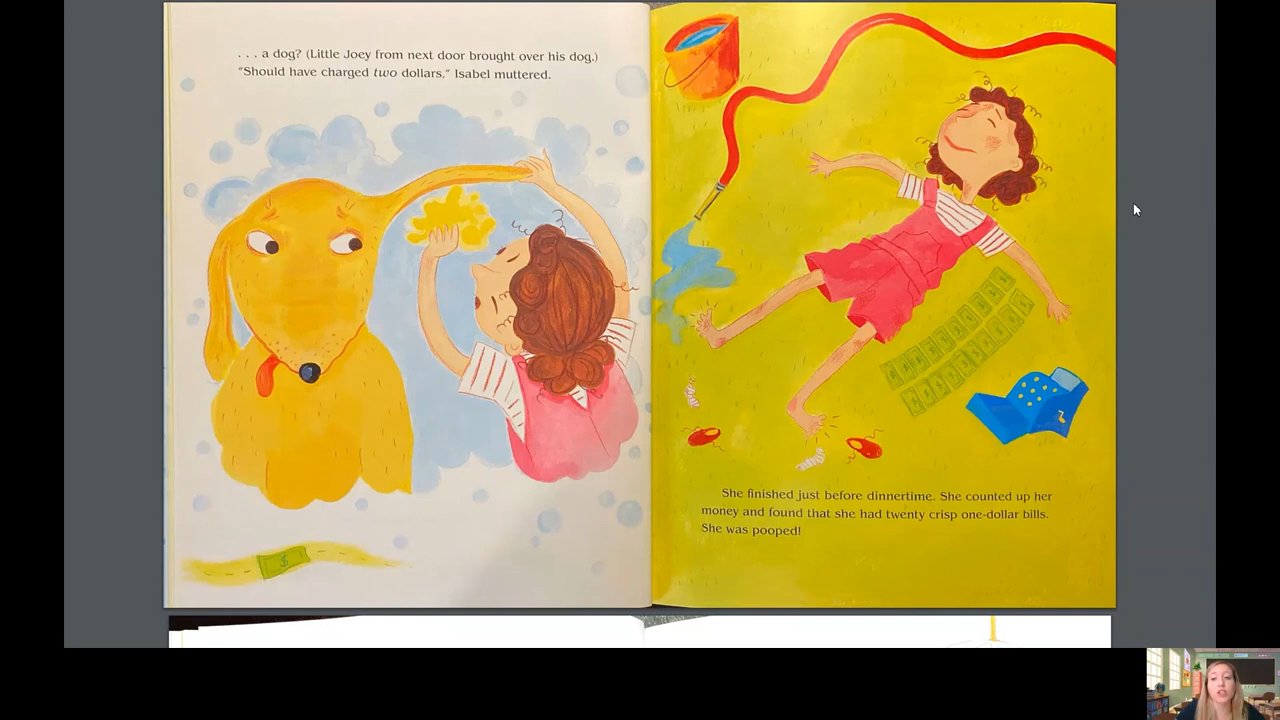 . . . a dog? (Little Joey from next door brought over his dog.)
"Should have charged two dollars," Isabel muttered.
$
She finished just before dinnertime. She counted up her
money and found that she had twenty crisp one-dollar bills.
She was pooped!